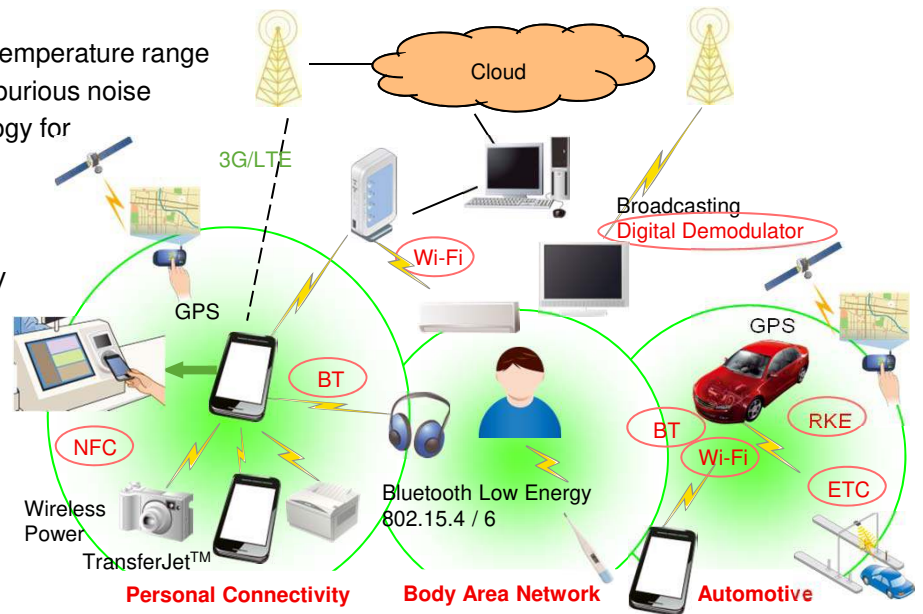 emperature range
purious noise
ogy for
y
Cloud
3G/LTE
Broadcasting
Digital Demodulator
Wi-Fi
GPS
GPS
BT
NFC
BT
Wi-Fi
RKE
ETC
Wireless
Power
TransferJet™
Bluetooth Low Energy
802.15.4 / 6
Personal Connectivity
Body Area Network
Automotive